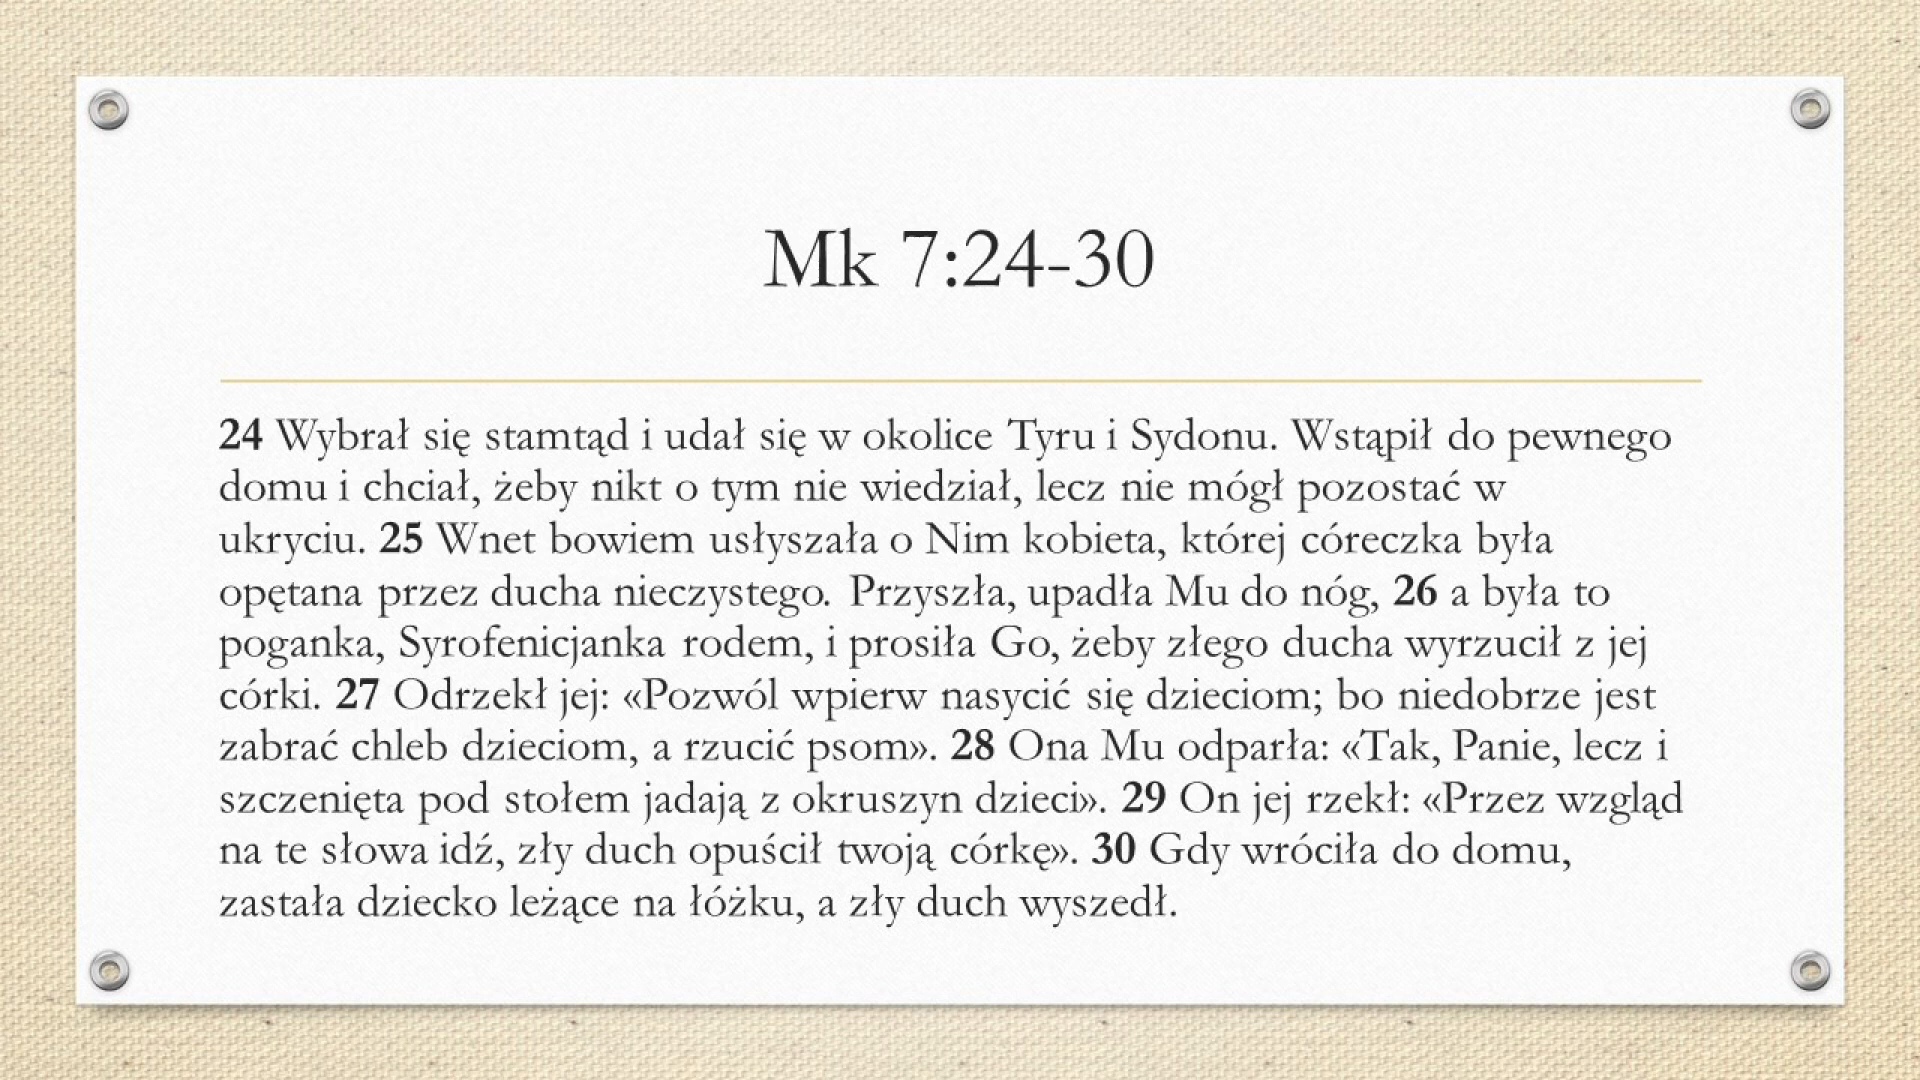 Mk 7:24-30
24 Wybrał się stamtąd i udał się w okolice Tyru i Sydonu. Wstąpił do pewnego
domu i chciał, żeby nikt o tym nie wiedział, lecz nie mógł pozostać w
ukryciu. 25 Wnet bowiem usłyszała o Nim kobieta, której córeczka była
opętana przez ducha nieczystego. Przyszła, upadła Mu do nóg, 26 a była to
poganka, Syrofenicjanka rodem, i prosiła Go, żeby złego ducha wyrzucił z jej
córki. 27 Odrzekł jej: «Pozwól wpierw nasycić się dzieciom; bo niedobrze jest
zabrać chleb dzieciom, a rzucić psom». 28 Ona Mu odparła: «Tak, Panie, lecz i
szczenięta pod stołem jadają z okruszyn dzieci». 29 On jej rzekł: «Przez wzgląd
na te słowa idź, zły duch opuścił twoją córkę». 30 Gdy wróciła do domu,
zastała dziecko leżące na łóżku, a zły duch wyszedł.